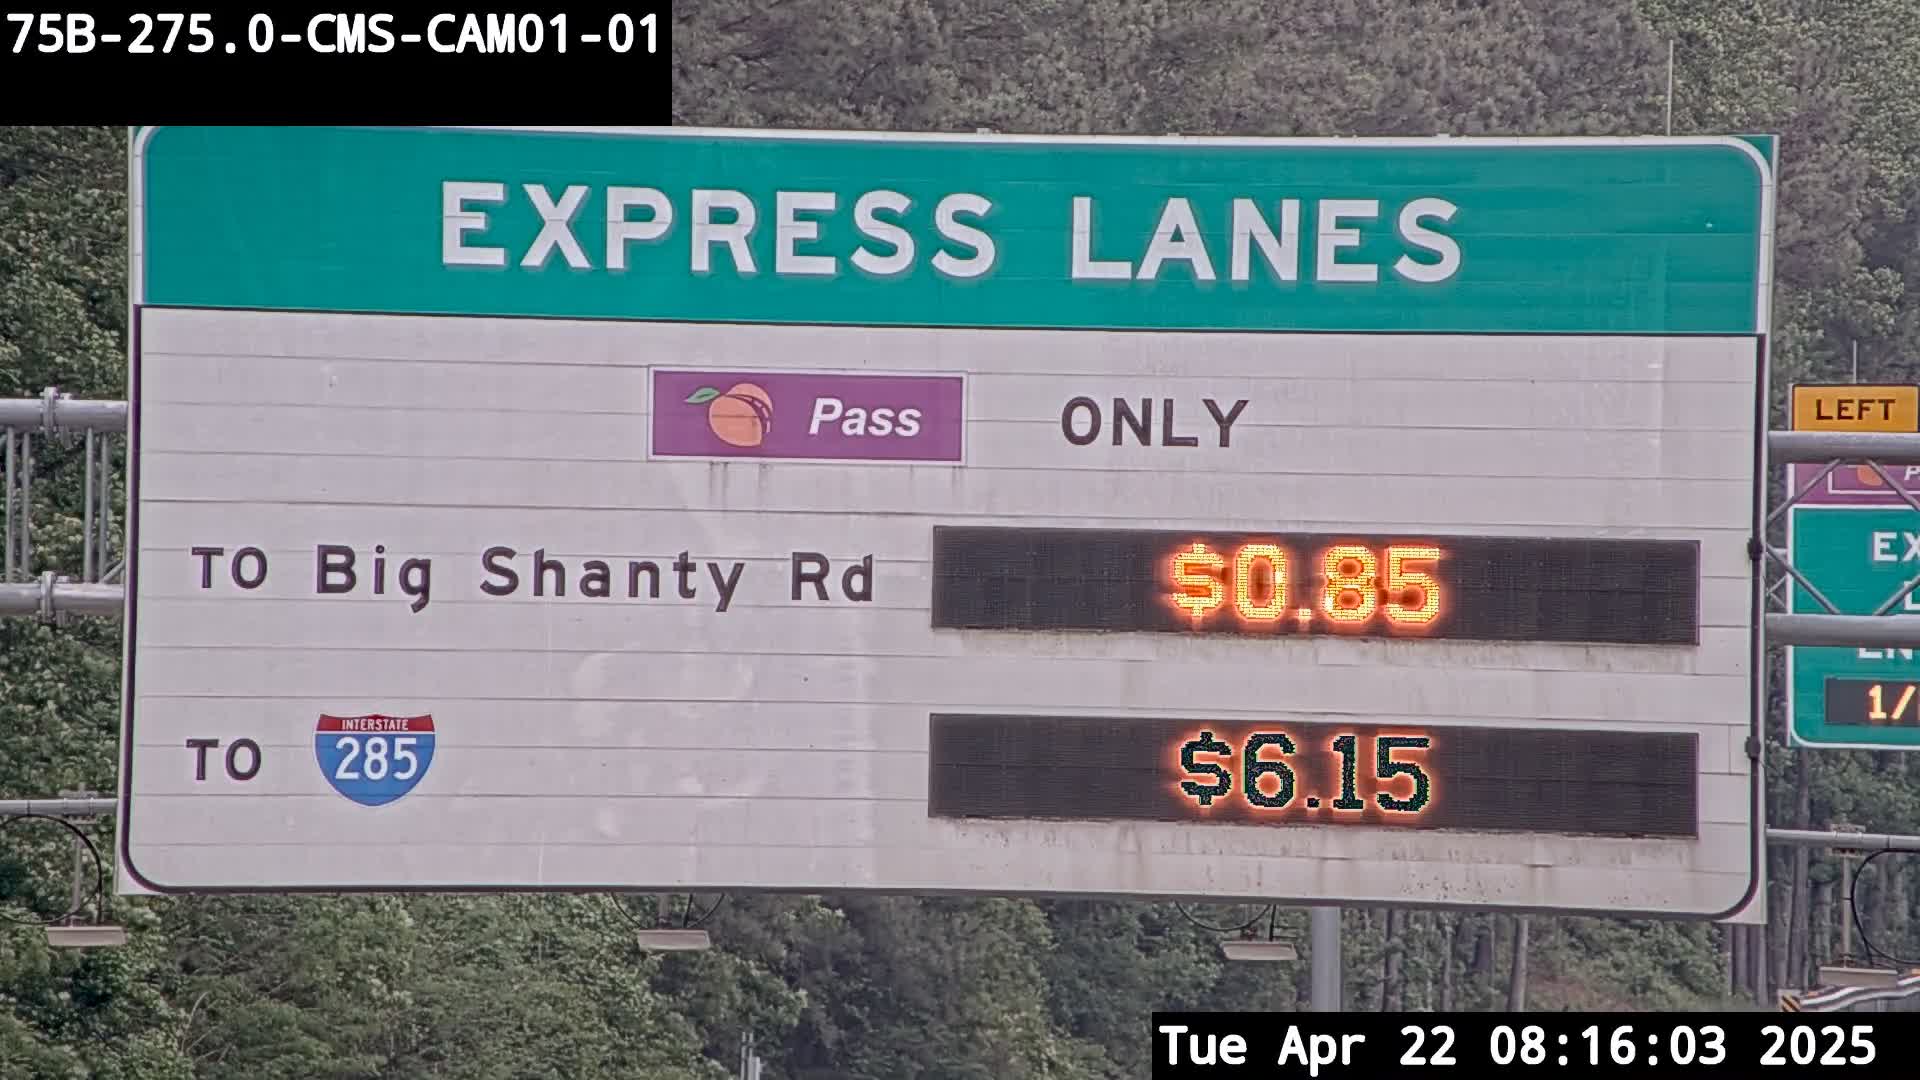 75B-275.0-CMS-CAM01-01
EXPRESS LANES
Pass ONLY
TO Big Shanty Rd $0.85
TO INTERSTATE 285 $6.15
LEFT
1/
Tue Apr 22 08:16:03 2025